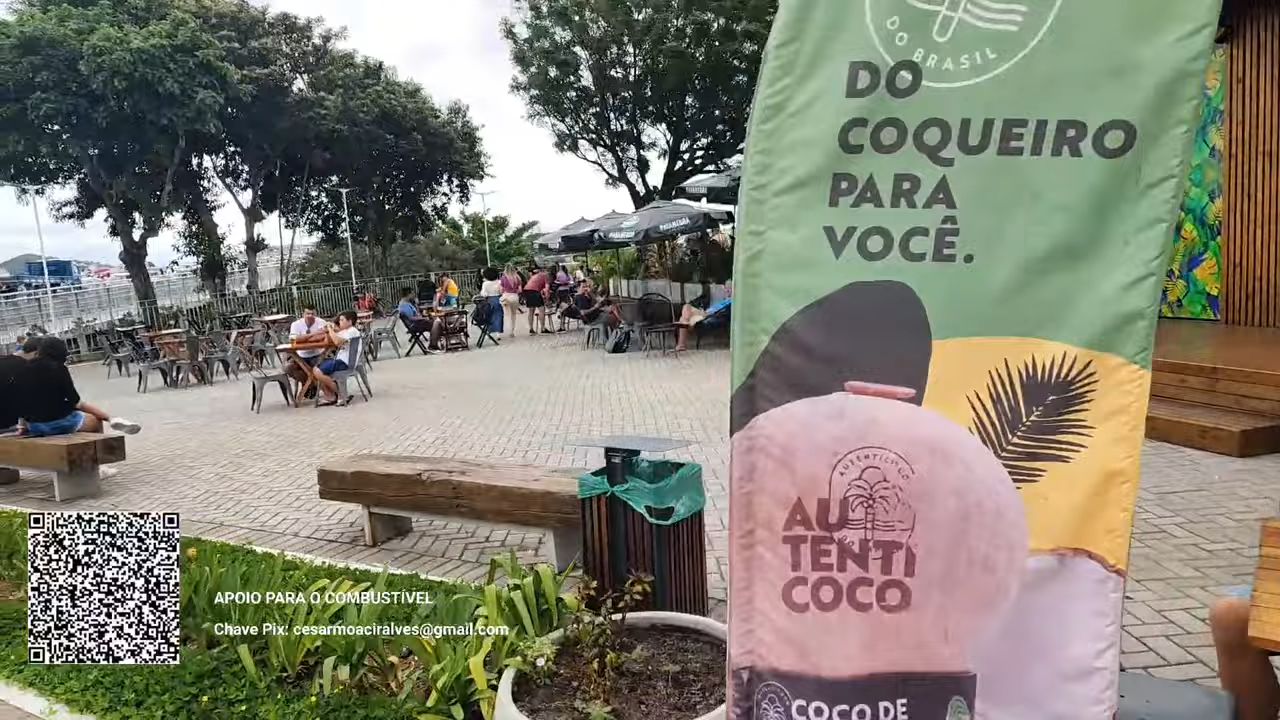 DO BRASIL
DO
COQUEIRO
PARA
VOCÊ.
AUTENTICOCO
AU
TENTI
COCO
COCO DE
APOIO PARA O COMBUSTÍVEL
Chave Pix: cesarmoaciralves@gmail.com